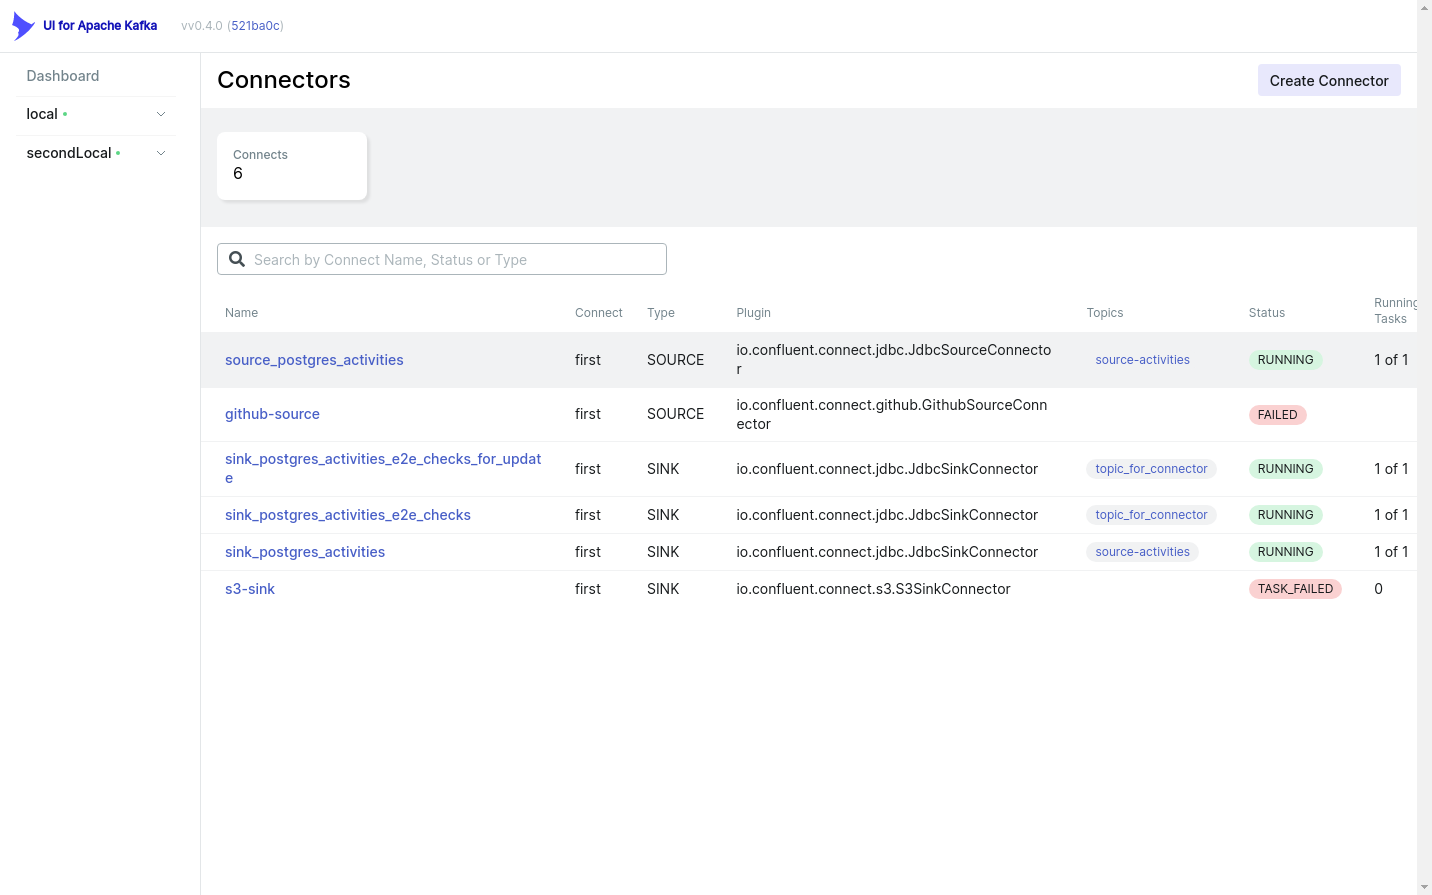 UI for Apache Kafka vv0.4.0 (521ba0c)
Dashboard
local
secondLocal
Connectors
Create Connector
Connects
6
Search by Connect Name, Status or Type
Name Connect Type Plugin Topics Status Running
Tasks
source_postgres_activities first SOURCE io.confluent.connect.jdbc.JdbcSourceConnecto source-activities RUNNING 1 of 1
r
github-source first SOURCE io.confluent.connect.github.GithubSourceConn FAILED
ector
sink_postgres_activities_e2e_checks_for_updat first SINK io.confluent.connect.jdbc.JdbcSinkConnector topic_for_connector RUNNING 1 of 1
e
sink_postgres_activities_e2e_checks first SINK io.confluent.connect.jdbc.JdbcSinkConnector topic_for_connector RUNNING 1 of 1
sink_postgres_activities first SINK io.confluent.connect.jdbc.JdbcSinkConnector source-activities RUNNING 1 of 1
s3-sink first SINK io.confluent.connect.s3.S3SinkConnector TASK_FAILED 0